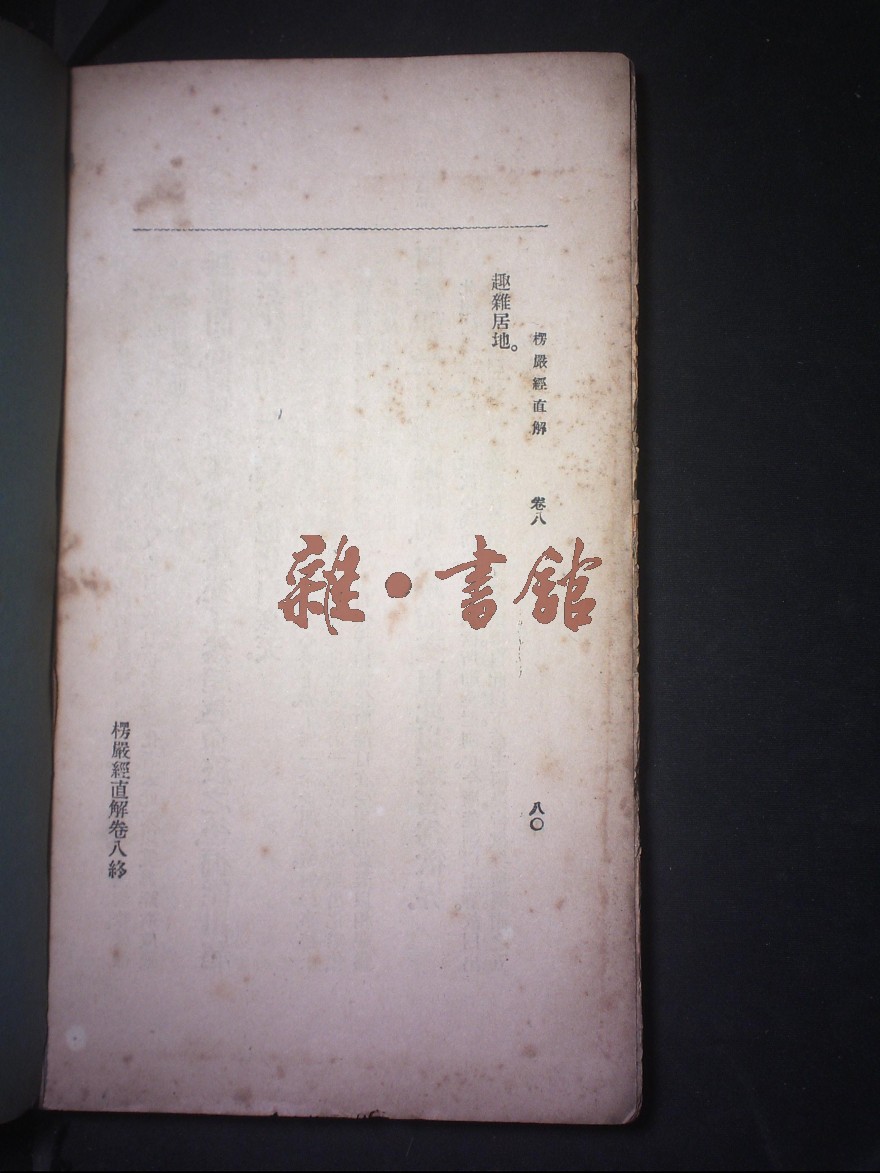 楞嚴經直解 卷八 八〇
趣雜居地。
楞嚴經直解卷八終
雜·書館